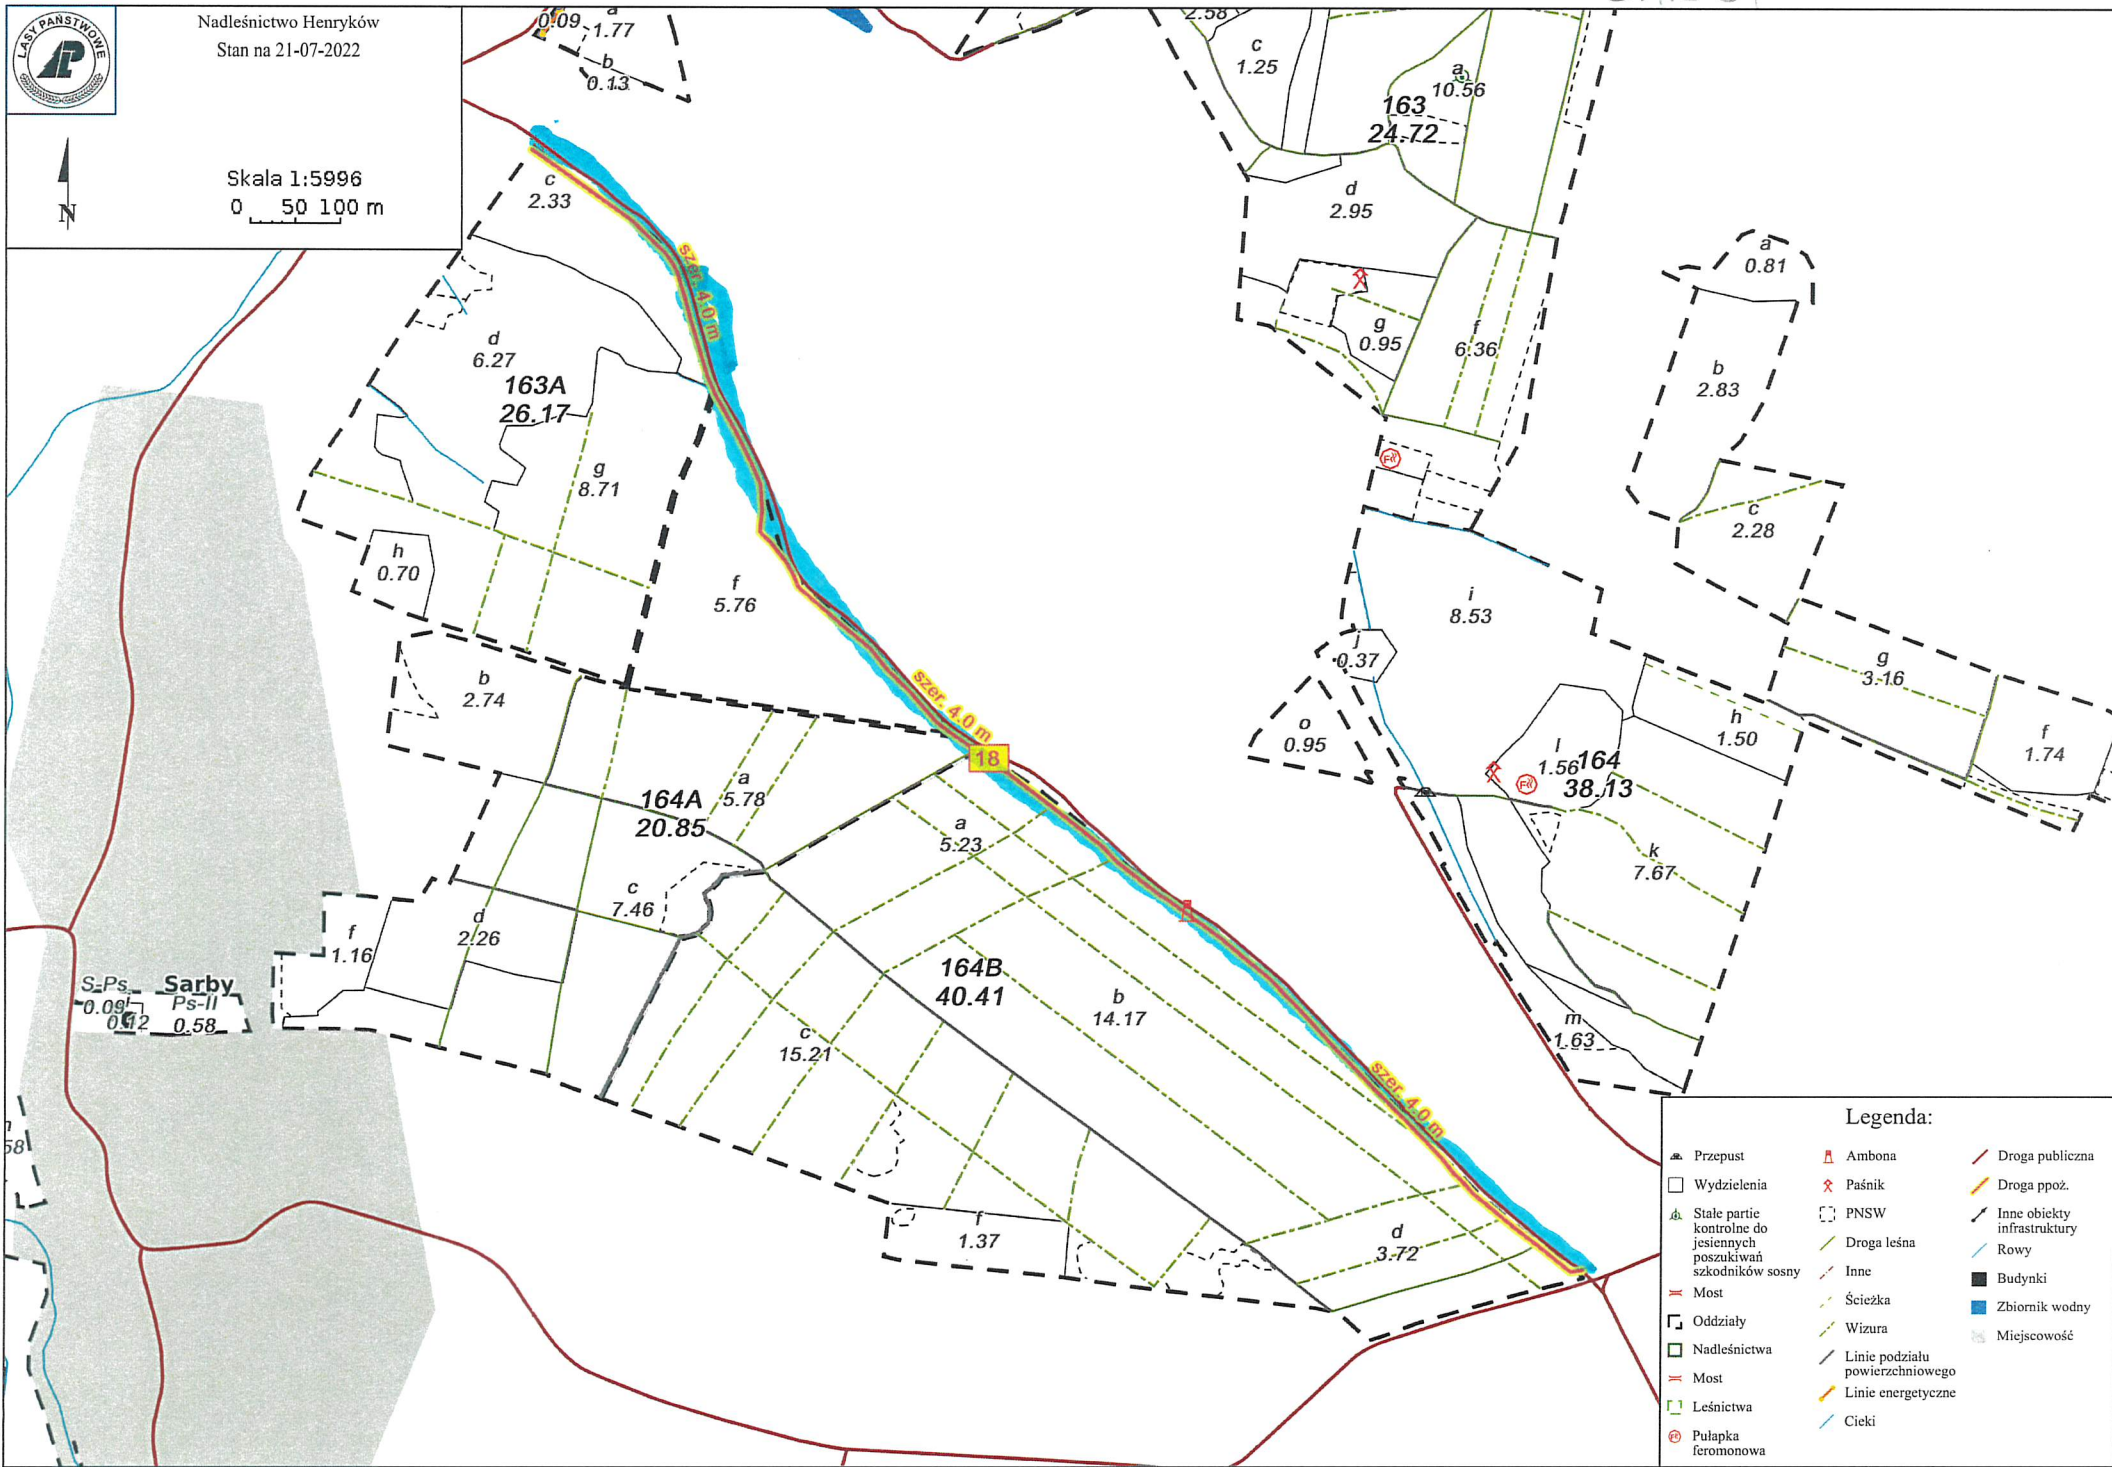 LASY PAŃSTWOWE
Nadleśnictwo Henryków
Stan na 21-07-2022
N
Skala 1:5996
0 50 100 m
0.09
a
1.77
b
0.13
2.58
c
1.25
a
10.56
163
24.72
d
2.95
g
0.95
f
6.36
a
0.81
b
2.83
c
2.28
c
2.33
szer. 4.0 m
d
6.27
163A
26.17
g
8.71
h
0.70
f
5.76
b
2.74
szer. 4.0 m
18
i
8.53
j
0.37
o
0.95
g
3.16
f
1.74
h
1.50
l
1.56
164
38.13
k
7.67
m
1.63
164A
20.85
a
5.78
a
5.23
c
7.46
d
2.26
f
1.16
S-Ps
0.09
i
0.12
Sarby
Ps-II
0.58
164B
40.41
b
14.17
c
15.21
szer. 4.0 m
d
3.72
f
1.37
58
Legenda:
Przepust
Wydzielenia
Stałe partie
kontrolne do
jesiennych
poszukiwań
szkodników sosny
Most
Oddziały
Nadleśnictwa
Most
Leśnictwa
Pułapka
feromonowa
Ambona
Paśnik
PNSW
Droga leśna
Inne
Ścieżka
Wizura
Linie podziału
powierzchniowego
Linie energetyczne
Cieki
Droga publiczna
Droga ppoż.
Inne obiekty
infrastruktury
Rowy
Budynki
Zbiornik wodny
Miejscowość